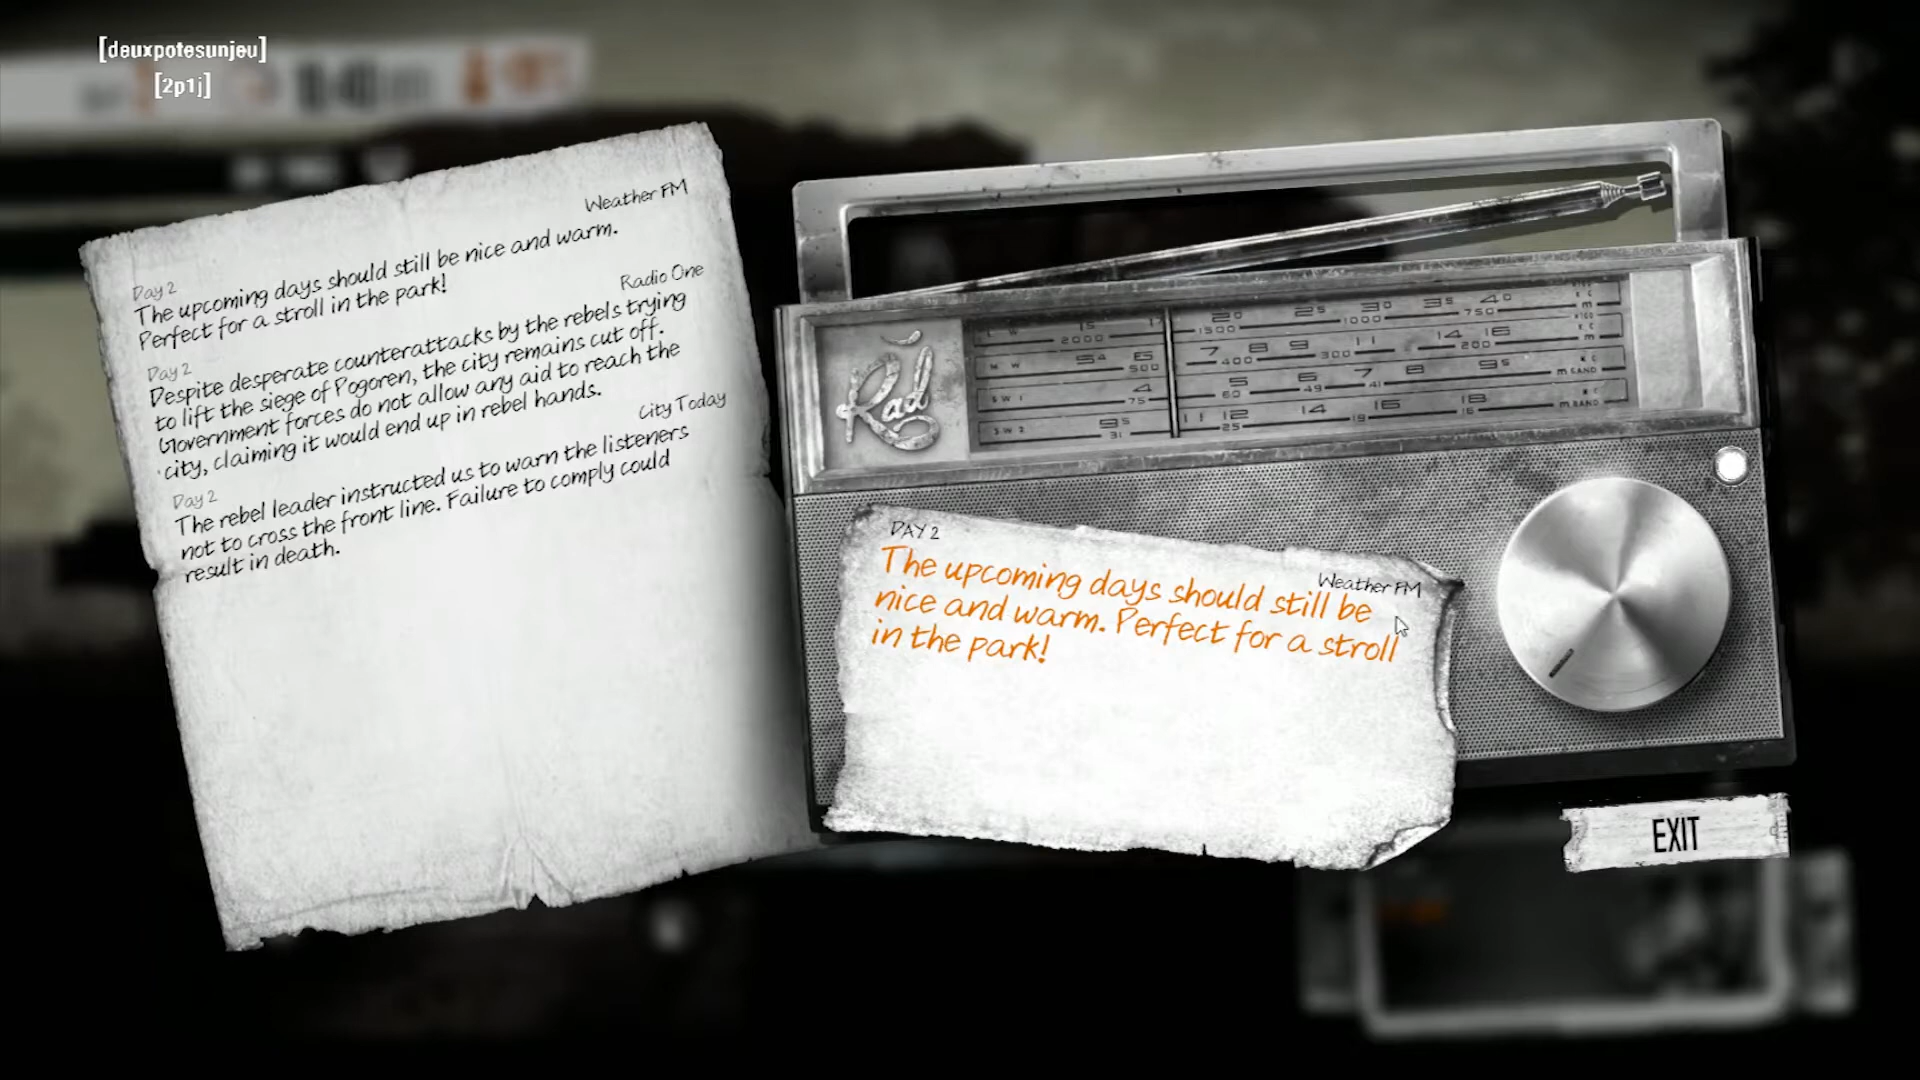 [deuxpotesunjeu]
[2p1j]
Weather FM
Day 2
The upcoming days should still be nice and warm.
Perfect for a stroll in the park!
Radio One
Day 2
Despite desperate counterattacks by the rebels trying
to lift the siege of Pogoren, the city remains cut off.
Government forces do not allow any aid to reach the
city, claiming it would end up in rebel hands.
City Today
Day 2
The rebel leader instructed us to warn the listeners
not to cross the front line. Failure to comply could
result in death.
Rad
DAY 2
Weather FM
The upcoming days should still be
nice and warm. Perfect for a stroll
in the park!
EXIT